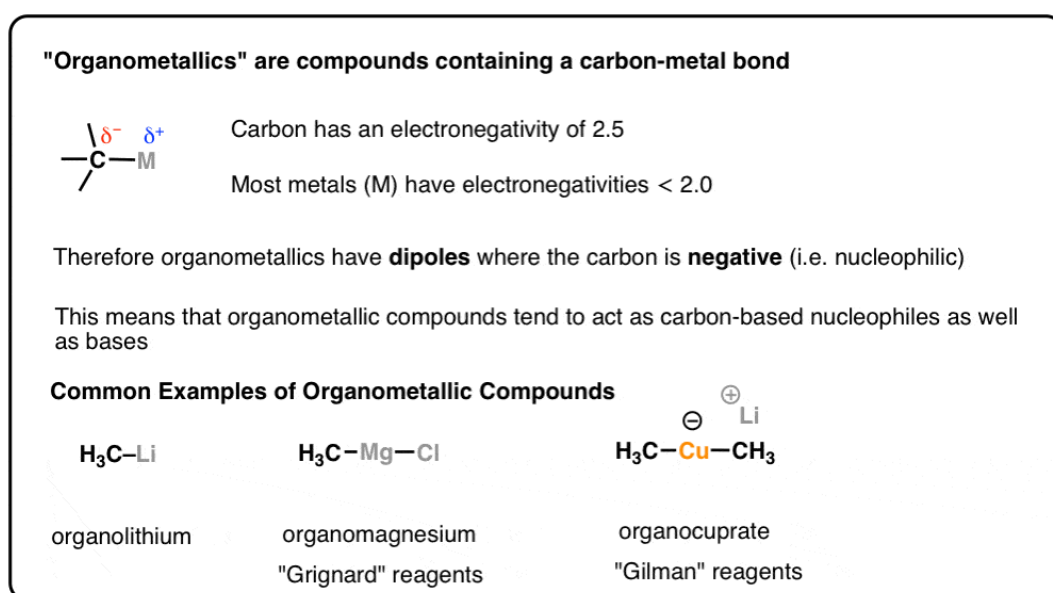 "Organometallics" are compounds containing a carbon-metal bond
δ⁻ δ⁺
C M
Carbon has an electronegativity of 2.5
Most metals (M) have electronegativities < 2.0
Therefore organometallics have dipoles where the carbon is negative (i.e. nucleophilic)
This means that organometallic compounds tend to act as carbon-based nucleophiles as well
as bases
Common Examples of Organometallic Compounds
H₃C–Li
H₃C–Mg–Cl
⊕
Li
⊖
H₃C–Cu–CH₃
organolithium
organomagnesium
"Grignard" reagents
organocuprate
"Gilman" reagents